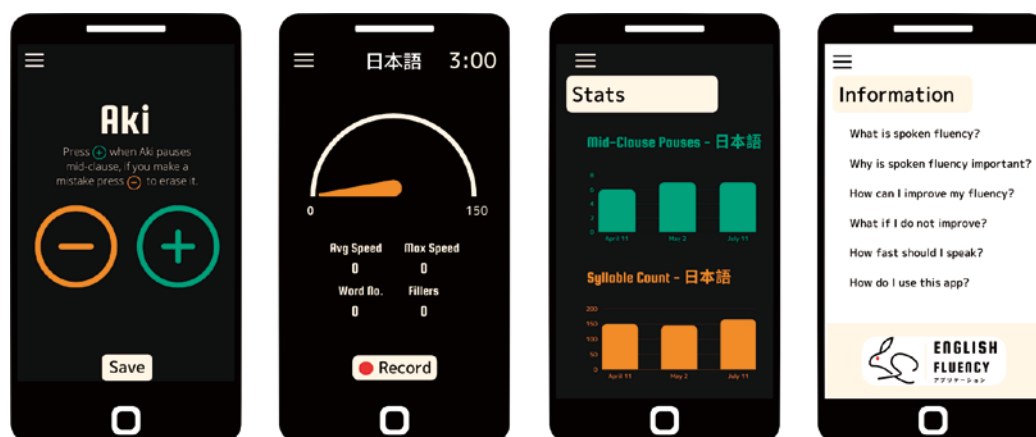 Aki
Press + when Aki pauses
mid-clause, if you make a
mistake press − to erase it.
Save
日本語 3:00
0 150
Avg Speed Max Speed
0 0
Word No. Fillers
0 0
Record
Stats
Mid-Clause Pauses - 日本語
8
6
4
2
0
April 11 May 2 July 11
Syllable Count - 日本語
200
150
100
50
0
April 11 May 2 July 11
Information
What is spoken fluency?
Why is spoken fluency important?
How can I improve my fluency?
What if I do not improve?
How fast should I speak?
How do I use this app?
ENGLISH
FLUENCY
アプリケーション